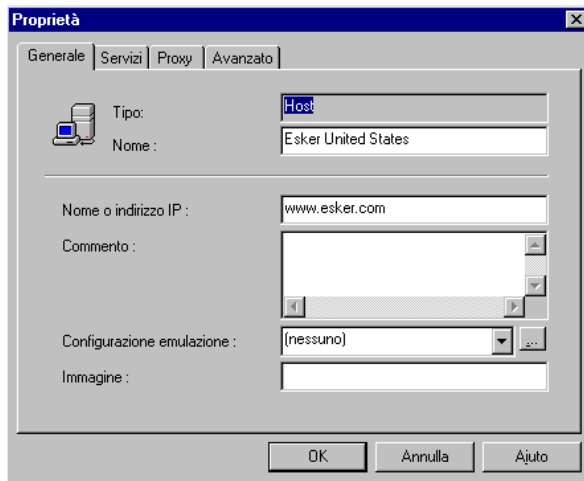 Proprietà
Generale Servizi Proxy Avanzato
Tipo: Host
Nome : Esker United States
Nome o indirizzo IP : www.esker.com
Commento :
Configurazione emulazione : (nessuno) ...
Immagine :
OK Annulla Aiuto